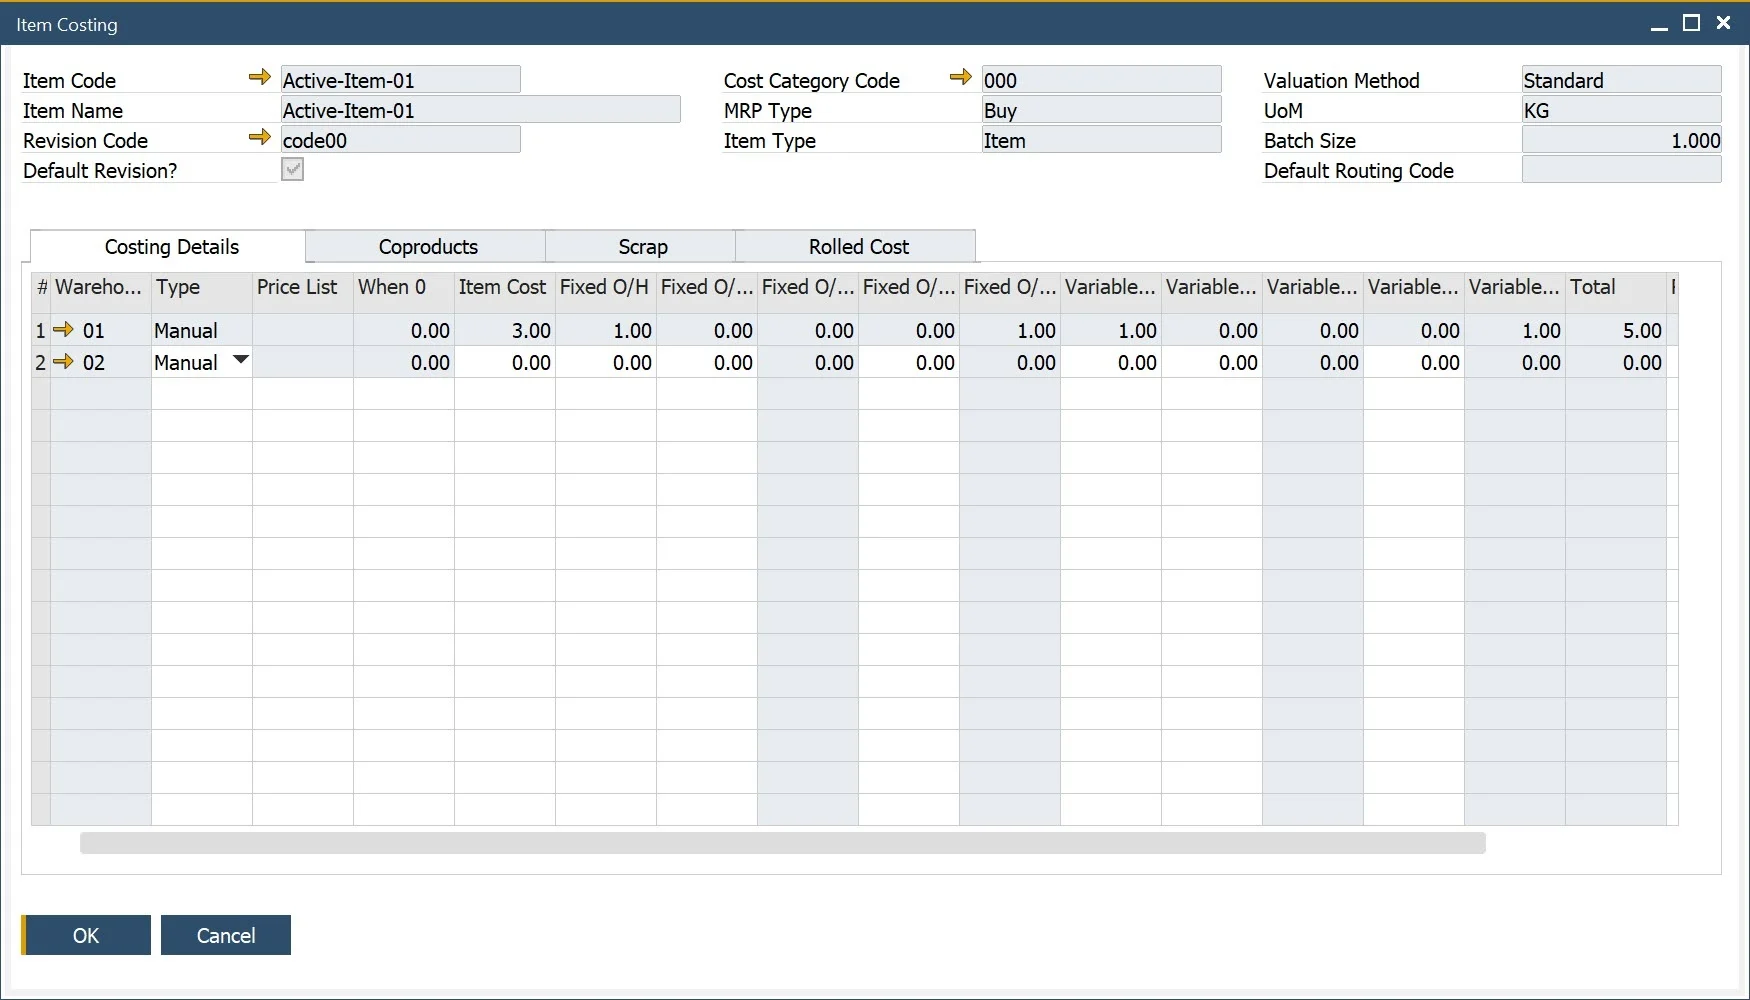 Item Costing
Item Code Active-Item-01 Cost Category Code 000 Valuation Method Standard
Item Name Active-Item-01 MRP Type Buy UoM KG
Revision Code code00 Item Type Item Batch Size 1.000
Default Revision? Default Routing Code
Costing Details Coproducts Scrap Rolled Cost
# Wareho... Type Price List When 0 Item Cost Fixed O/H Fixed O/... Fixed O/... Fixed O/... Fixed O/... Variable... Variable... Variable... Variable... Variable... Total
1 01 Manual 0.00 3.00 1.00 0.00 0.00 0.00 1.00 1.00 0.00 0.00 0.00 1.00 5.00
2 02 Manual 0.00 0.00 0.00 0.00 0.00 0.00 0.00 0.00 0.00 0.00 0.00 0.00 0.00
OK Cancel